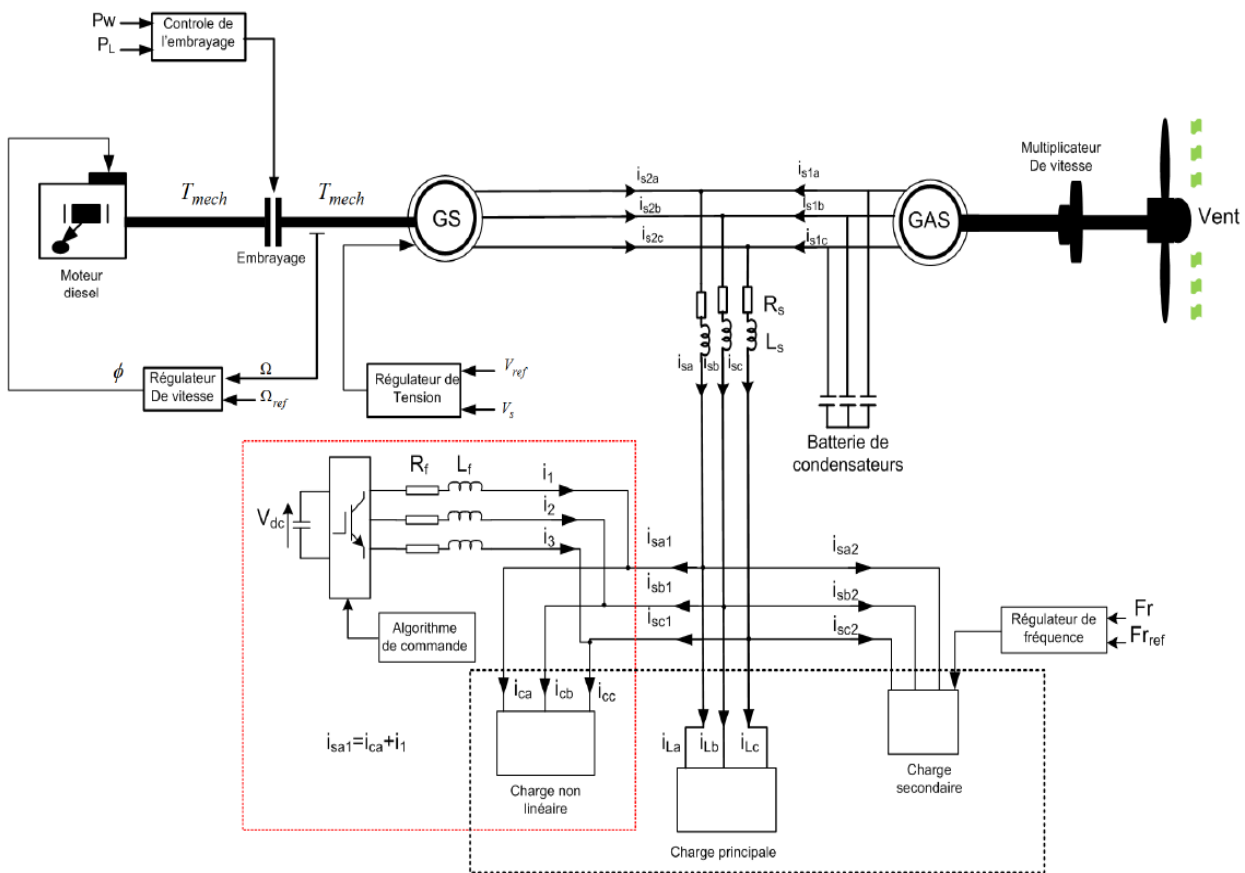 Pw
PL
Controle de
l'embrayage
Tmech
Tmech
Embrayage
Moteur
diesel
GS
is2a
is2b
is2c
is1a
is1b
is1c
GAS
Multiplicateur
De vitesse
Vent
Rs
Ls
isa
isb
isc
Batterie de
condensateurs
ϕ
Régulateur
De vitesse
Ω
Ωref
Régulateur de
Tension
Vref
Vs
Vdc
Rf
Lf
i1
i2
i3
Algorithme
de commande
isa1
isb1
isc1
isa2
isb2
isc2
Régulateur de
fréquence
Fr
Frref
ica
icb
icc
isa1=ica+i1
Charge non
linéaire
iLa
iLb
iLc
Charge principale
Charge
secondaire